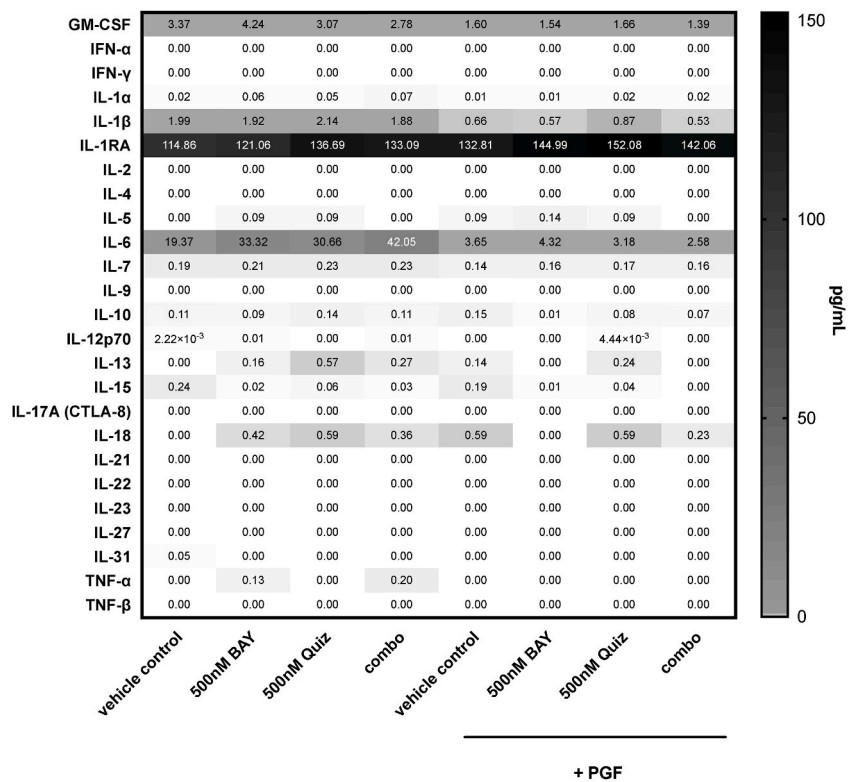 GM-CSF 3.37 4.24 3.07 2.78 1.60 1.54 1.66 1.39
IFN-α 0.00 0.00 0.00 0.00 0.00 0.00 0.00 0.00
IFN-γ 0.00 0.00 0.00 0.00 0.00 0.00 0.00 0.00
IL-1α 0.02 0.06 0.05 0.07 0.01 0.01 0.02 0.02
IL-1β 1.99 1.92 2.14 1.88 0.66 0.57 0.87 0.53
IL-1RA 114.86 121.06 136.69 133.09 132.81 144.99 152.08 142.06
IL-2 0.00 0.00 0.00 0.00 0.00 0.00 0.00 0.00
IL-4 0.00 0.00 0.00 0.00 0.00 0.00 0.00 0.00
IL-5 0.00 0.09 0.09 0.00 0.09 0.14 0.09 0.00
IL-6 19.37 33.32 30.66 42.05 3.65 4.32 3.18 2.58
IL-7 0.19 0.21 0.23 0.23 0.14 0.16 0.17 0.16
IL-9 0.00 0.00 0.00 0.00 0.00 0.00 0.00 0.00
IL-10 0.11 0.09 0.14 0.11 0.15 0.01 0.08 0.07
IL-12p70 2.22×10⁻³ 0.01 0.00 0.01 0.00 0.00 4.44×10⁻³ 0.00
IL-13 0.00 0.16 0.57 0.27 0.14 0.00 0.24 0.00
IL-15 0.24 0.02 0.06 0.03 0.19 0.01 0.04 0.00
IL-17A (CTLA-8) 0.00 0.00 0.00 0.00 0.00 0.00 0.00 0.00
IL-18 0.00 0.42 0.59 0.36 0.59 0.00 0.59 0.23
IL-21 0.00 0.00 0.00 0.00 0.00 0.00 0.00 0.00
IL-22 0.00 0.00 0.00 0.00 0.00 0.00 0.00 0.00
IL-23 0.00 0.00 0.00 0.00 0.00 0.00 0.00 0.00
IL-27 0.00 0.00 0.00 0.00 0.00 0.00 0.00 0.00
IL-31 0.05 0.00 0.00 0.00 0.00 0.00 0.00 0.00
TNF-α 0.00 0.13 0.00 0.20 0.00 0.00 0.00 0.00
TNF-β 0.00 0.00 0.00 0.00 0.00 0.00 0.00 0.00
vehicle control 500nM BAY 500nM Quiz combo vehicle control 500nM BAY 500nM Quiz combo
+ PGF
150
100
50
0
pg/mL